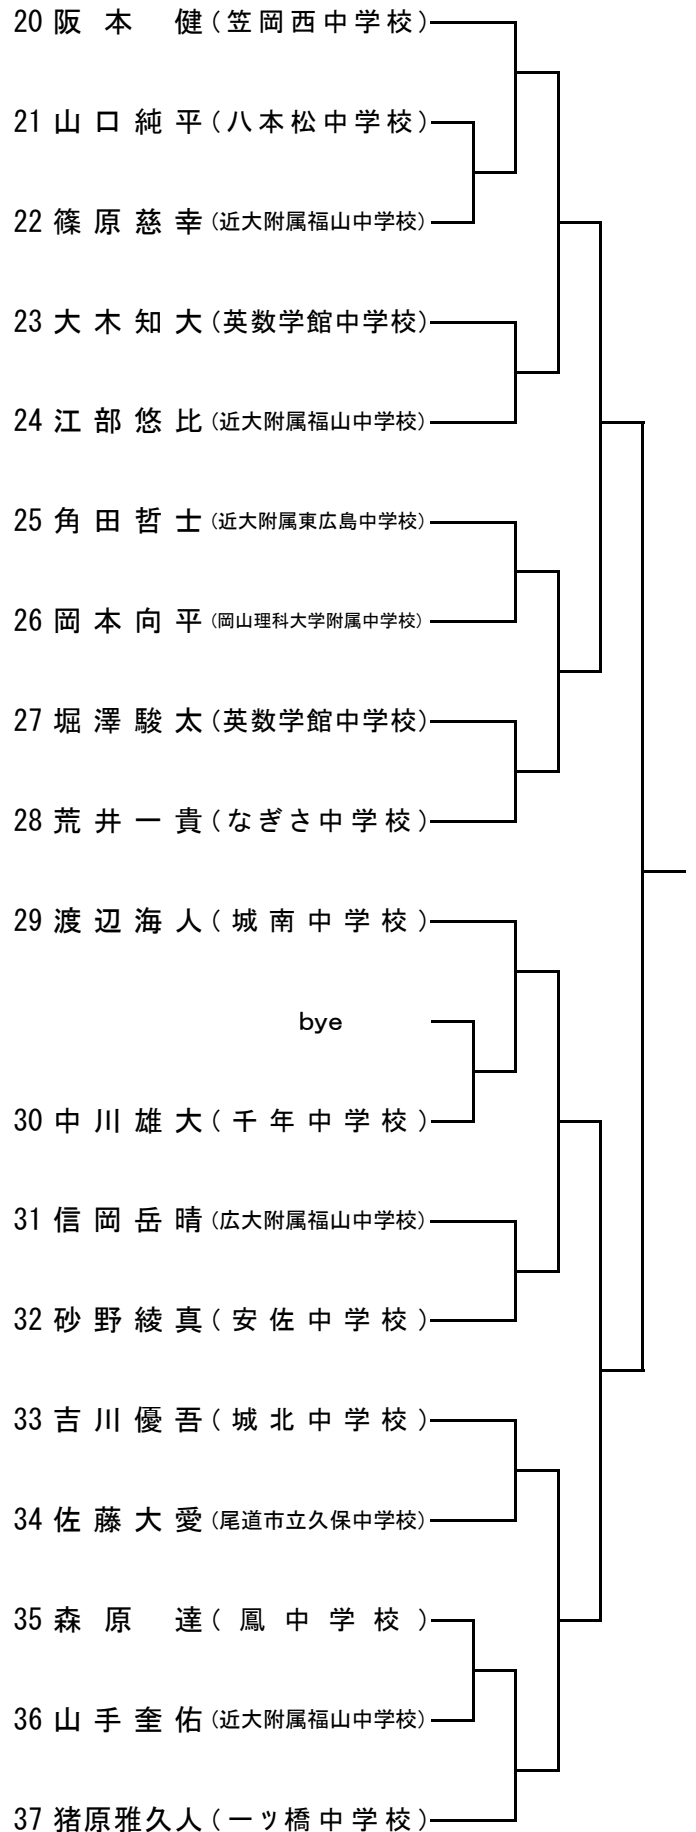 20 阪本 健(笠岡西中学校)
21 山口純平(八本松中学校)
22 篠原慈幸(近大附属福山中学校)
23 大木知大(英数学館中学校)
24 江部悠比(近大附属福山中学校)
25 角田哲士(近大附属東広島中学校)
26 岡本向平(岡山理科大学附属中学校)
27 堀澤駿太(英数学館中学校)
28 荒井一貴(なぎさ中学校)
29 渡辺海人(城南中学校)
bye
30 中川雄大(千年中学校)
31 信岡岳晴(広大附属福山中学校)
32 砂野綾真(安佐中学校)
33 吉川優吾(城北中学校)
34 佐藤大愛(尾道市立久保中学校)
35 森原 達(鳳中学校)
36 山手奎佑(近大附属福山中学校)
37 猪原雅久人(一ッ橋中学校)